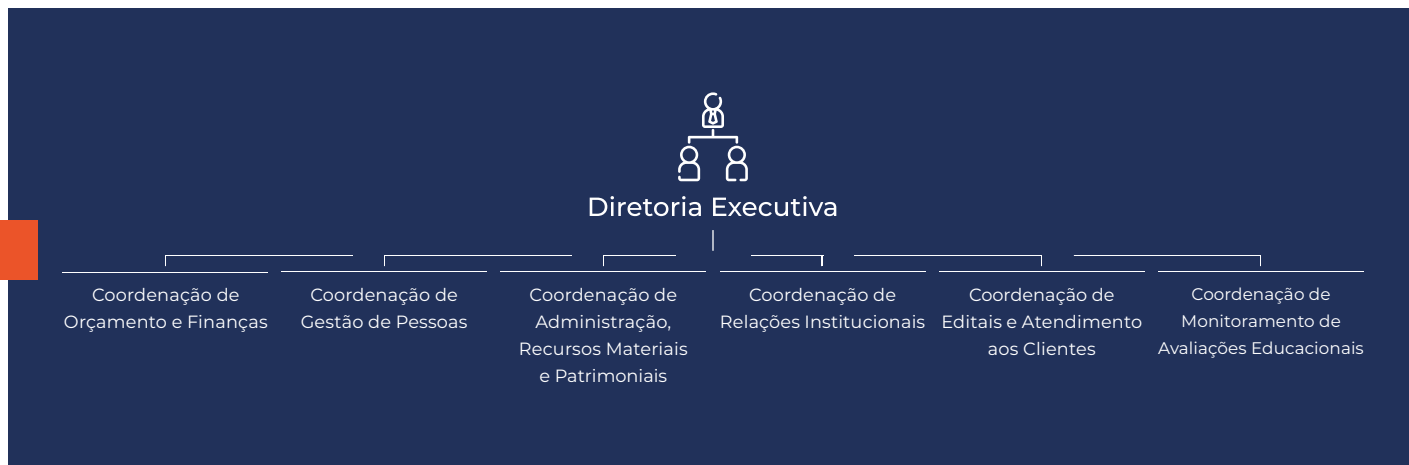 Diretoria Executiva
Coordenação de
Orçamento e Finanças
Coordenação de
Gestão de Pessoas
Coordenação de
Administração,
Recursos Materiais
e Patrimoniais
Coordenação de
Relações Institucionais
Coordenação de
Editais e Atendimento
aos Clientes
Coordenação de
Monitoramento de
Avaliações Educacionais